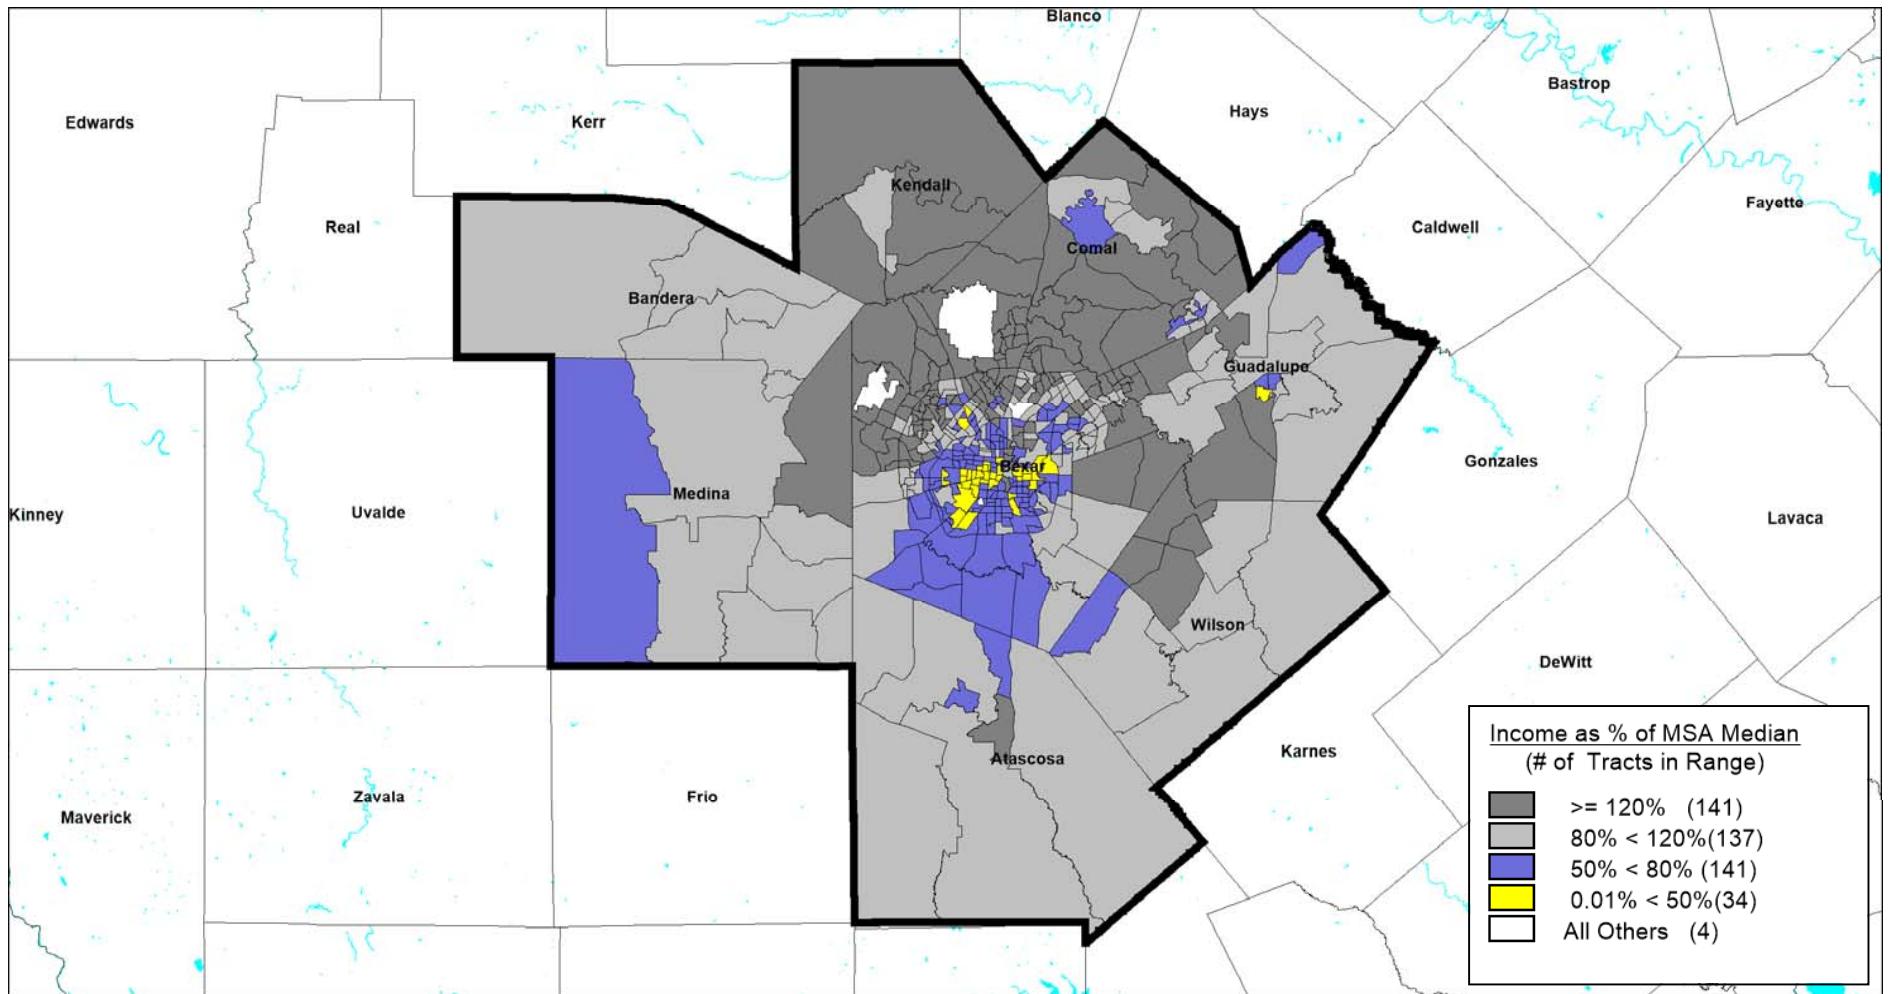 Blanco
Bastrop
Hays
Edwards
Kerr
Kendall
Fayette
Real
Caldwell
Comal
Bandera
Guadalupe
Gonzales
Bexar
Medina
Kinney
Uvalde
Lavaca
Wilson
DeWitt
Karnes
Atascosa
Zavala
Frio
Maverick
Income as % of MSA Median
(# of Tracts in Range)
>= 120% (141)
80% < 120%(137)
50% < 80% (141)
0.01% < 50%(34)
All Others (4)